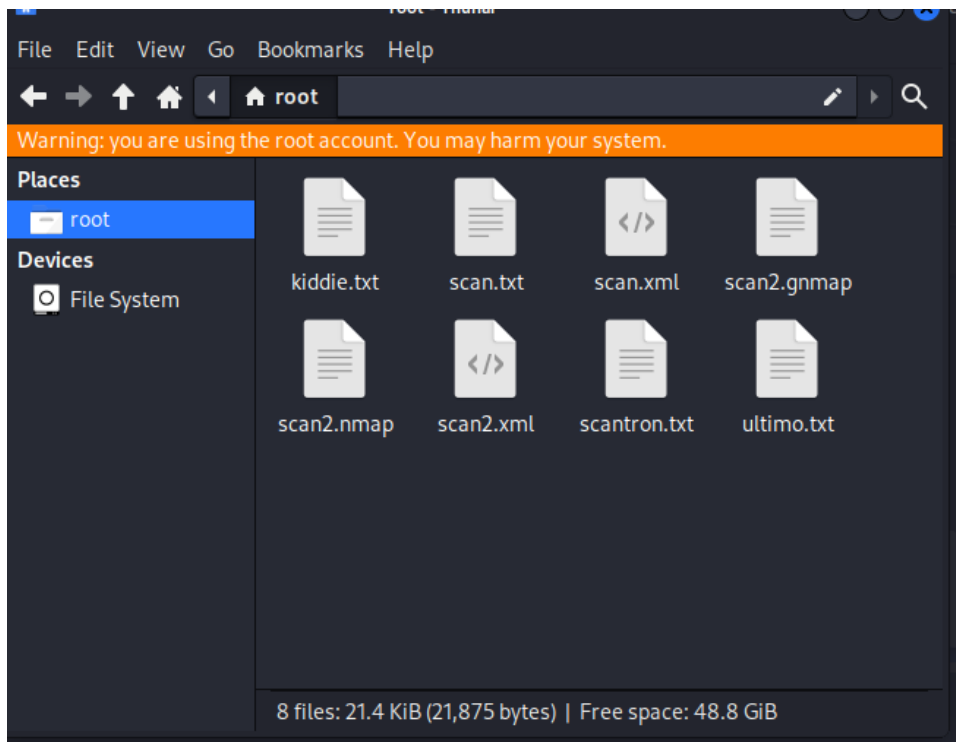 root - Thunar
File Edit View Go Bookmarks Help
root
Warning: you are using the root account. You may harm your system.
Places
root
Devices
File System
kiddie.txt scan.txt scan.xml scan2.gnmap
scan2.nmap scan2.xml scantron.txt ultimo.txt
8 files: 21.4 KiB (21,875 bytes) | Free space: 48.8 GiB